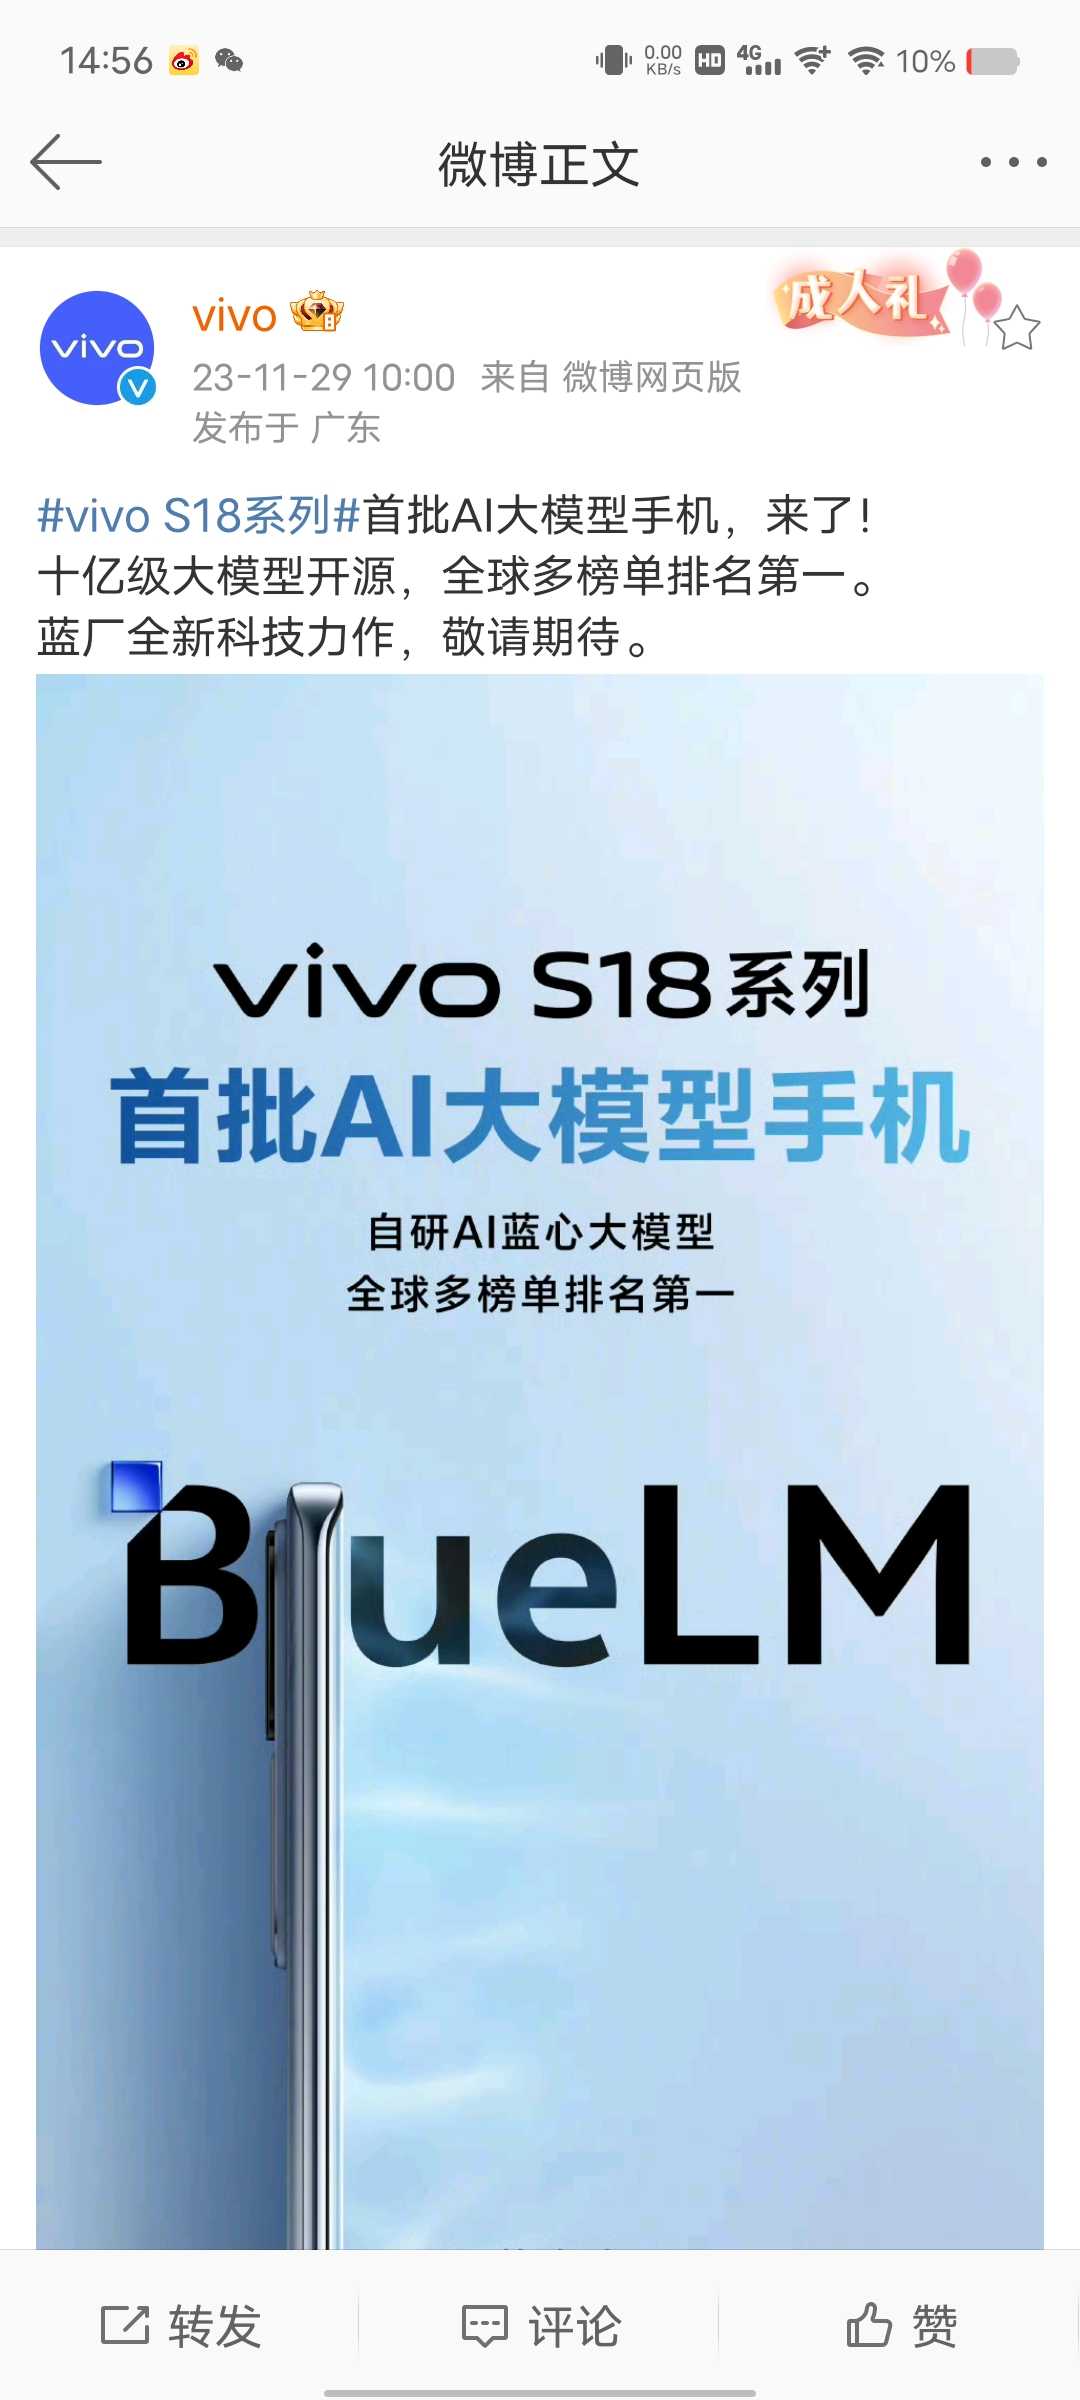 14:56 0.00 KB/s HD 4G 10%
微博正文
成人礼
vivo
vivo
23-11-29 10:00 来自 微博网页版
发布于 广东
#vivo S18系列#首批AI大模型手机，来了！
十亿级大模型开源，全球多榜单排名第一。
蓝厂全新科技力作，敬请期待。
vivo S18系列
首批AI大模型手机
自研AI蓝心大模型
全球多榜单排名第一
BlueLM
转发 评论 赞